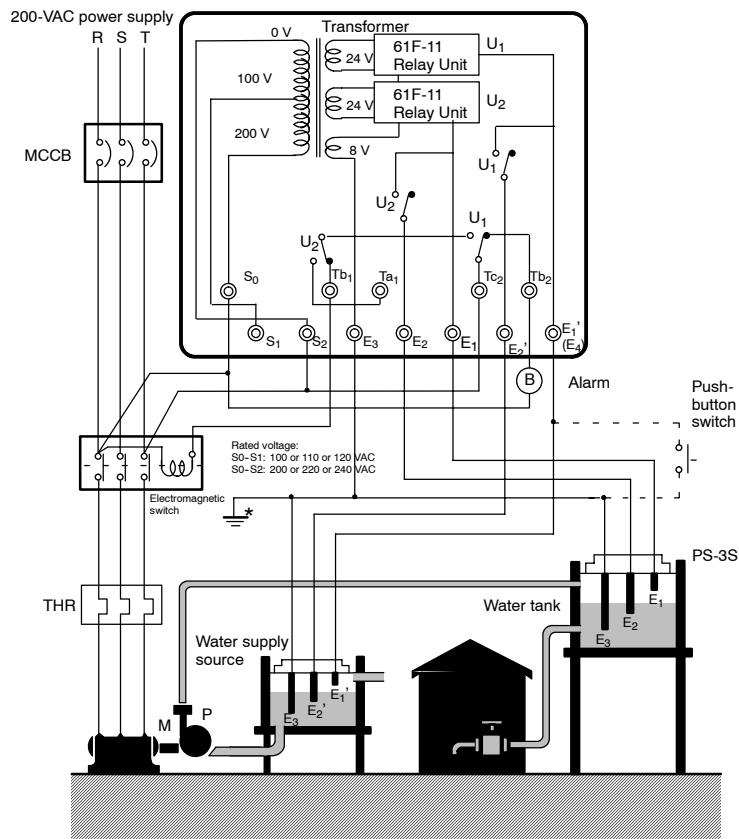 200-VAC power supply
R S T
MCCB
Transformer
0 V
100 V
200 V
24 V
24 V
8 V
61F-11
Relay Unit
U1
61F-11
Relay Unit
U2
U1
U2
U1
U2
S0
Tb1
Ta1
Tc2
Tb2
S1
S2
E3
E2
E1
E2'
E1'
(E4)
B
Alarm
Push-
button
switch
Rated voltage:
S0-S1: 100 or 110 or 120 VAC
S0-S2: 200 or 220 or 240 VAC
Electromagnetic
switch
*
THR
PS-3S
Water tank
E1
E2
E3
Water supply
source
E1'
E2'
E3
M
P